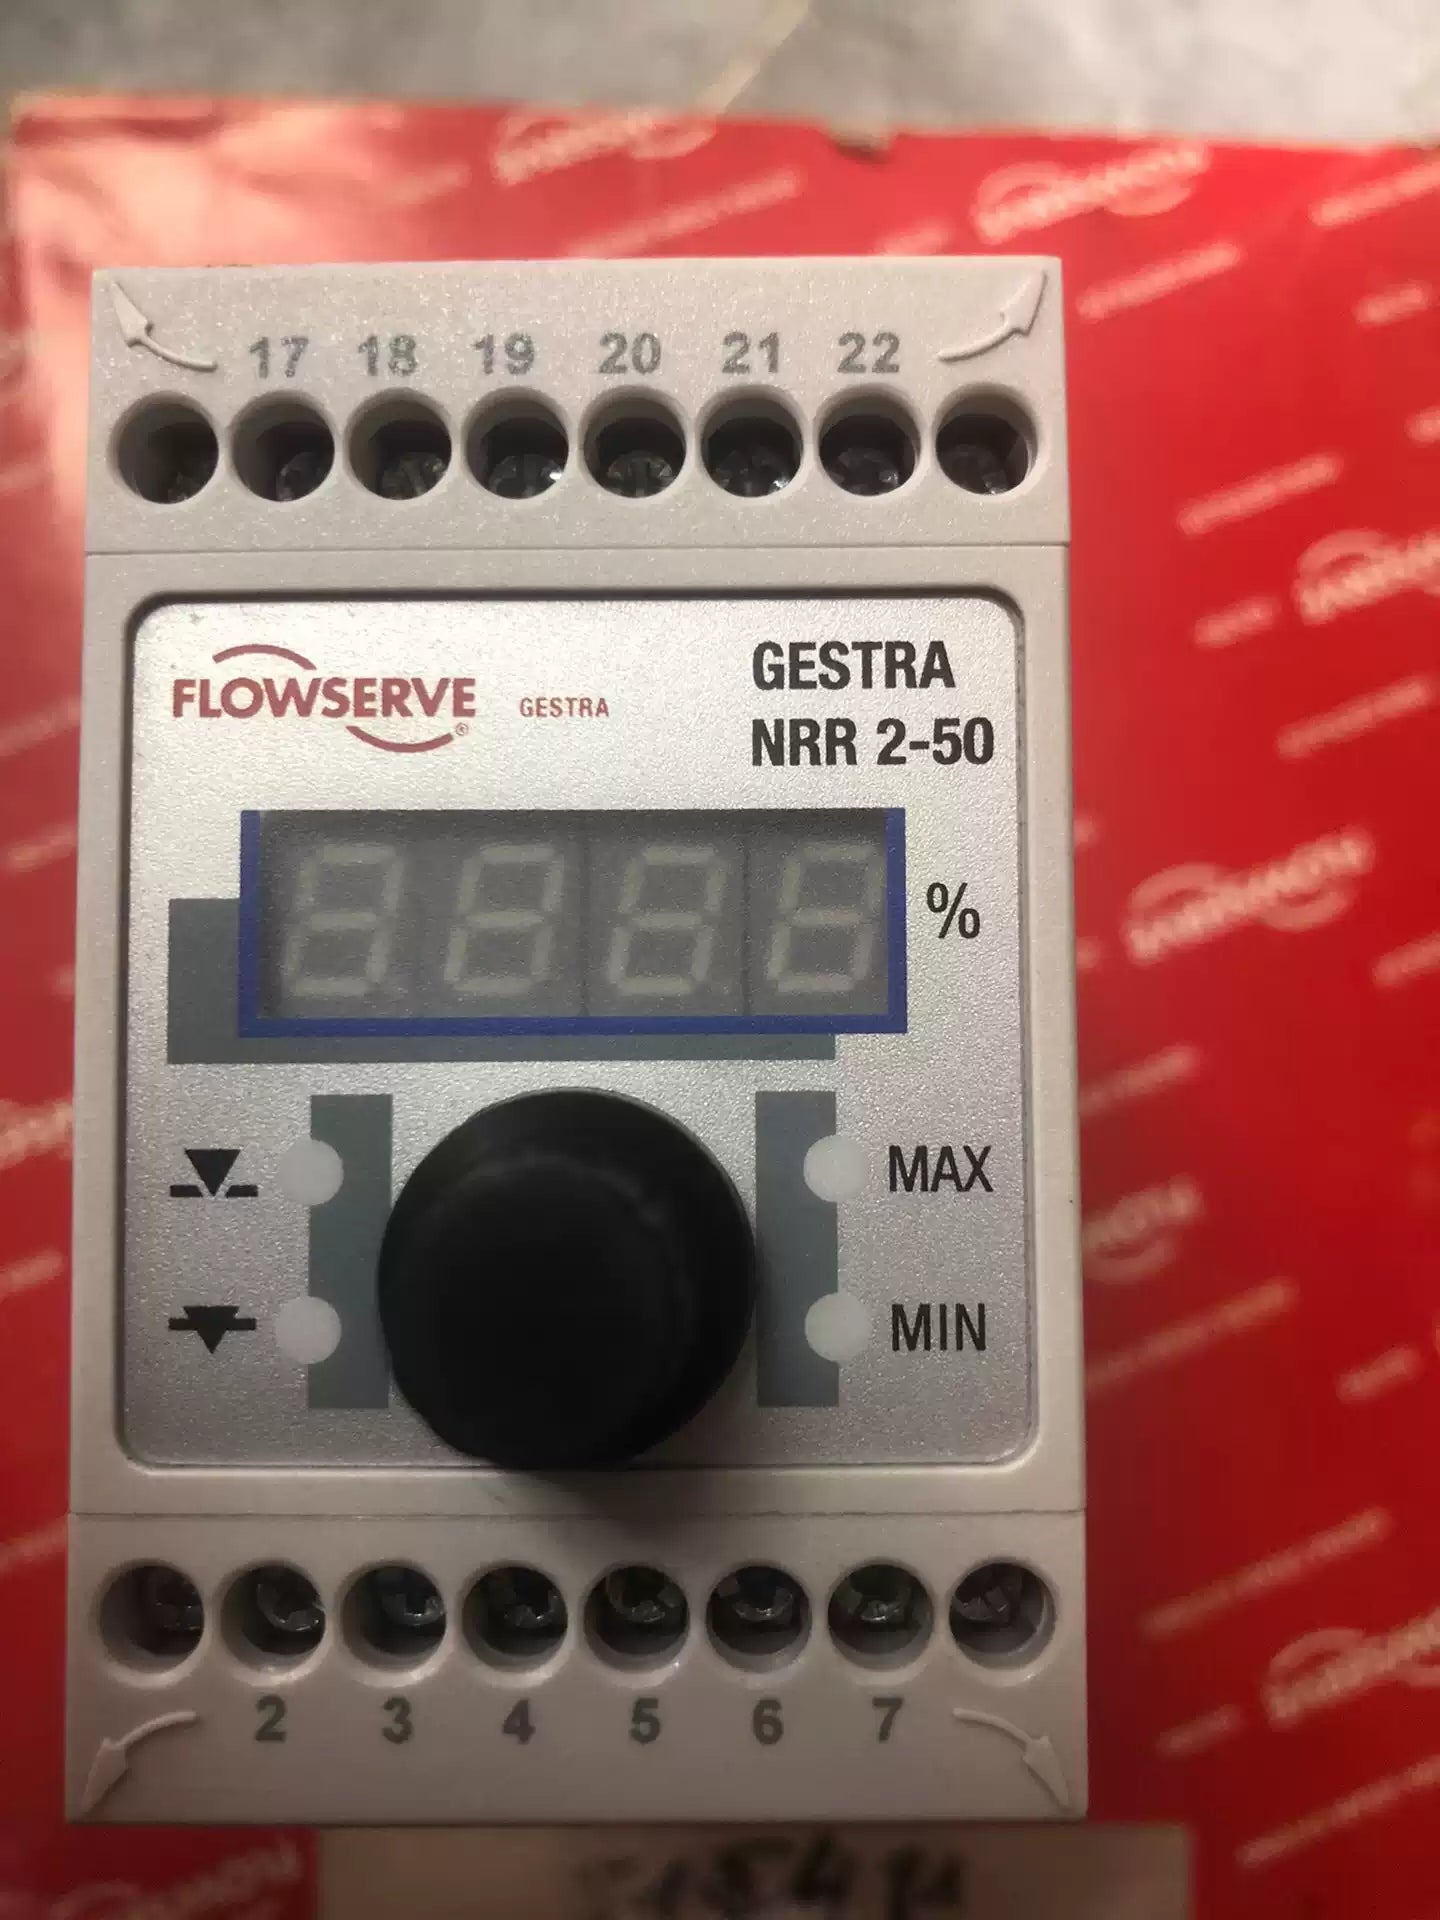 17 18 19 20 21 22
FLOWSERVE® GESTRA
GESTRA
NRR 2-50
%
MAX
MIN
2 3 4 5 6 7